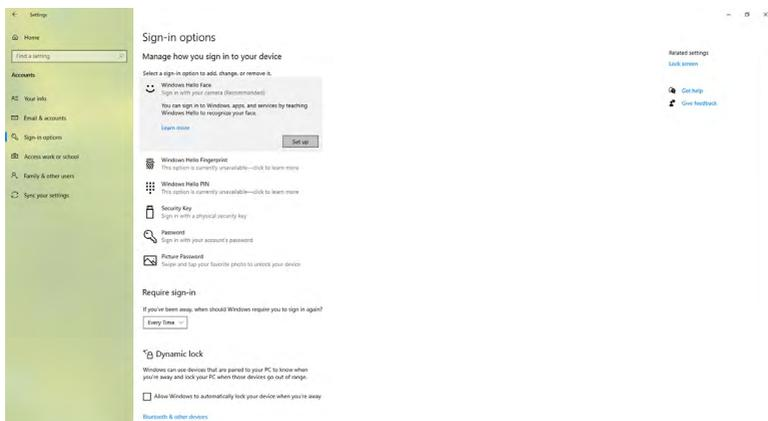 Settings
Home
Find a setting
Accounts
Your info
Email & accounts
Sign-in options
Access work or school
Family & other users
Sync your settings
Sign-in options
Manage how you sign in to your device
Select a sign-in option to add, change, or remove it.
Windows Hello Face
Sign in with your camera (Recommended)
You can sign in to Windows, apps, and services by teaching
Windows Hello to recognize your face.
Learn more
Set up
Windows Hello Fingerprint
This option is currently unavailable—click to learn more
Windows Hello PIN
This option is currently unavailable—click to learn more
Security Key
Sign in with a physical security key
Password
Sign in with your account's password
Picture Password
Swipe and tap your favorite photo to unlock your device
Require sign-in
If you've been away, when should Windows require you to sign in again?
Every Time
Dynamic lock
Windows can use devices that are paired to your PC to know when
you're away and lock your PC when those devices go out of range.
Allow Windows to automatically lock your device when you're away
Bluetooth & other devices
Related settings
Lock screen
Get help
Give feedback